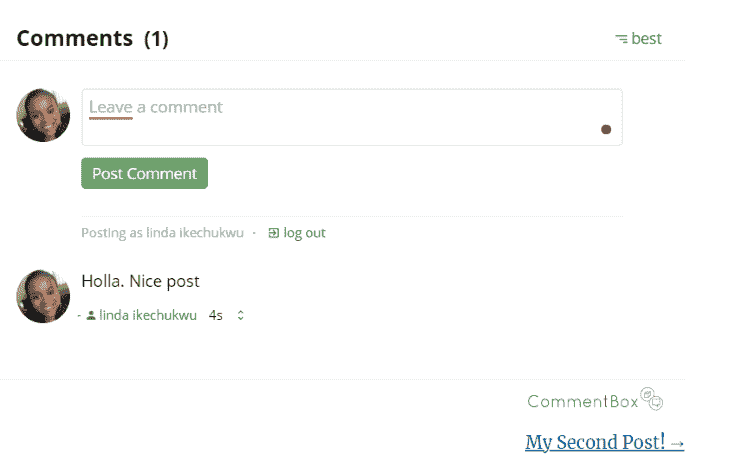 Comments (1)
best
Leave a comment
Post Comment
Posting as linda ikechukwu · log out
Holla. Nice post
- linda ikechukwu 4s
CommentBox
My Second Post! →